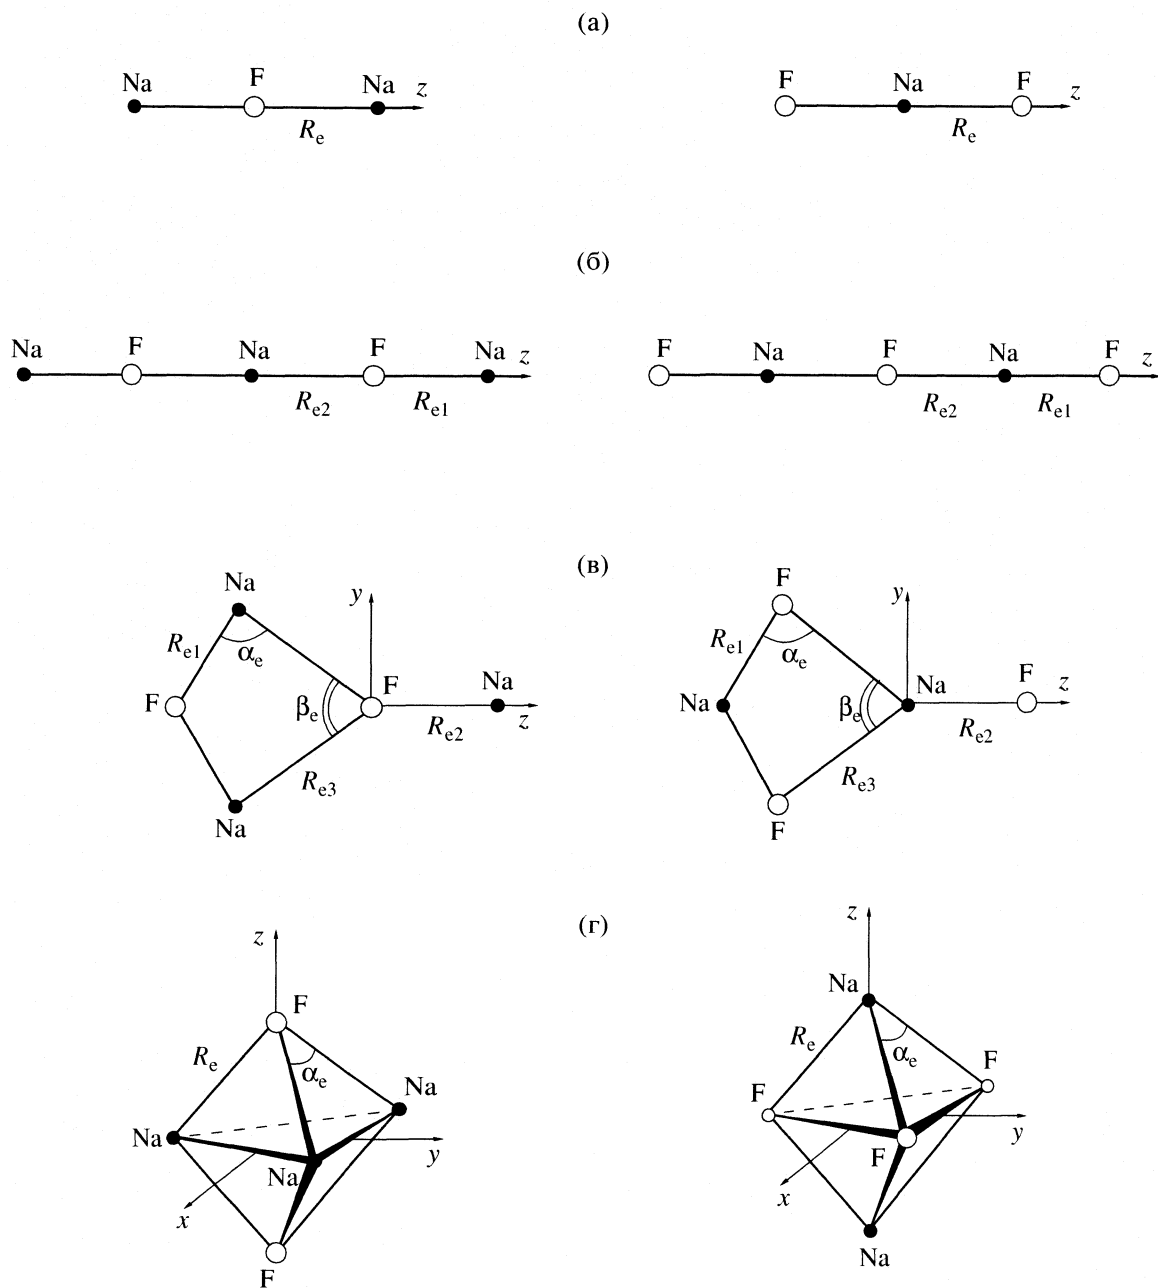 (а)
Na F Na z
R_e
F Na F z
R_e
(б)
Na F Na F Na z
R_e2 R_e1
F Na F Na F z
R_e2 R_e1
(в)
Na y
R_e1 α_e
F β_e F Na
R_e2 z
R_e3
Na
F y
R_e1 α_e
Na β_e Na F z
R_e2
R_e3
F
(г)
z
F
R_e α_e
Na
Na
Na y
x
F
z
Na
R_e α_e
F F
F y
x
Na